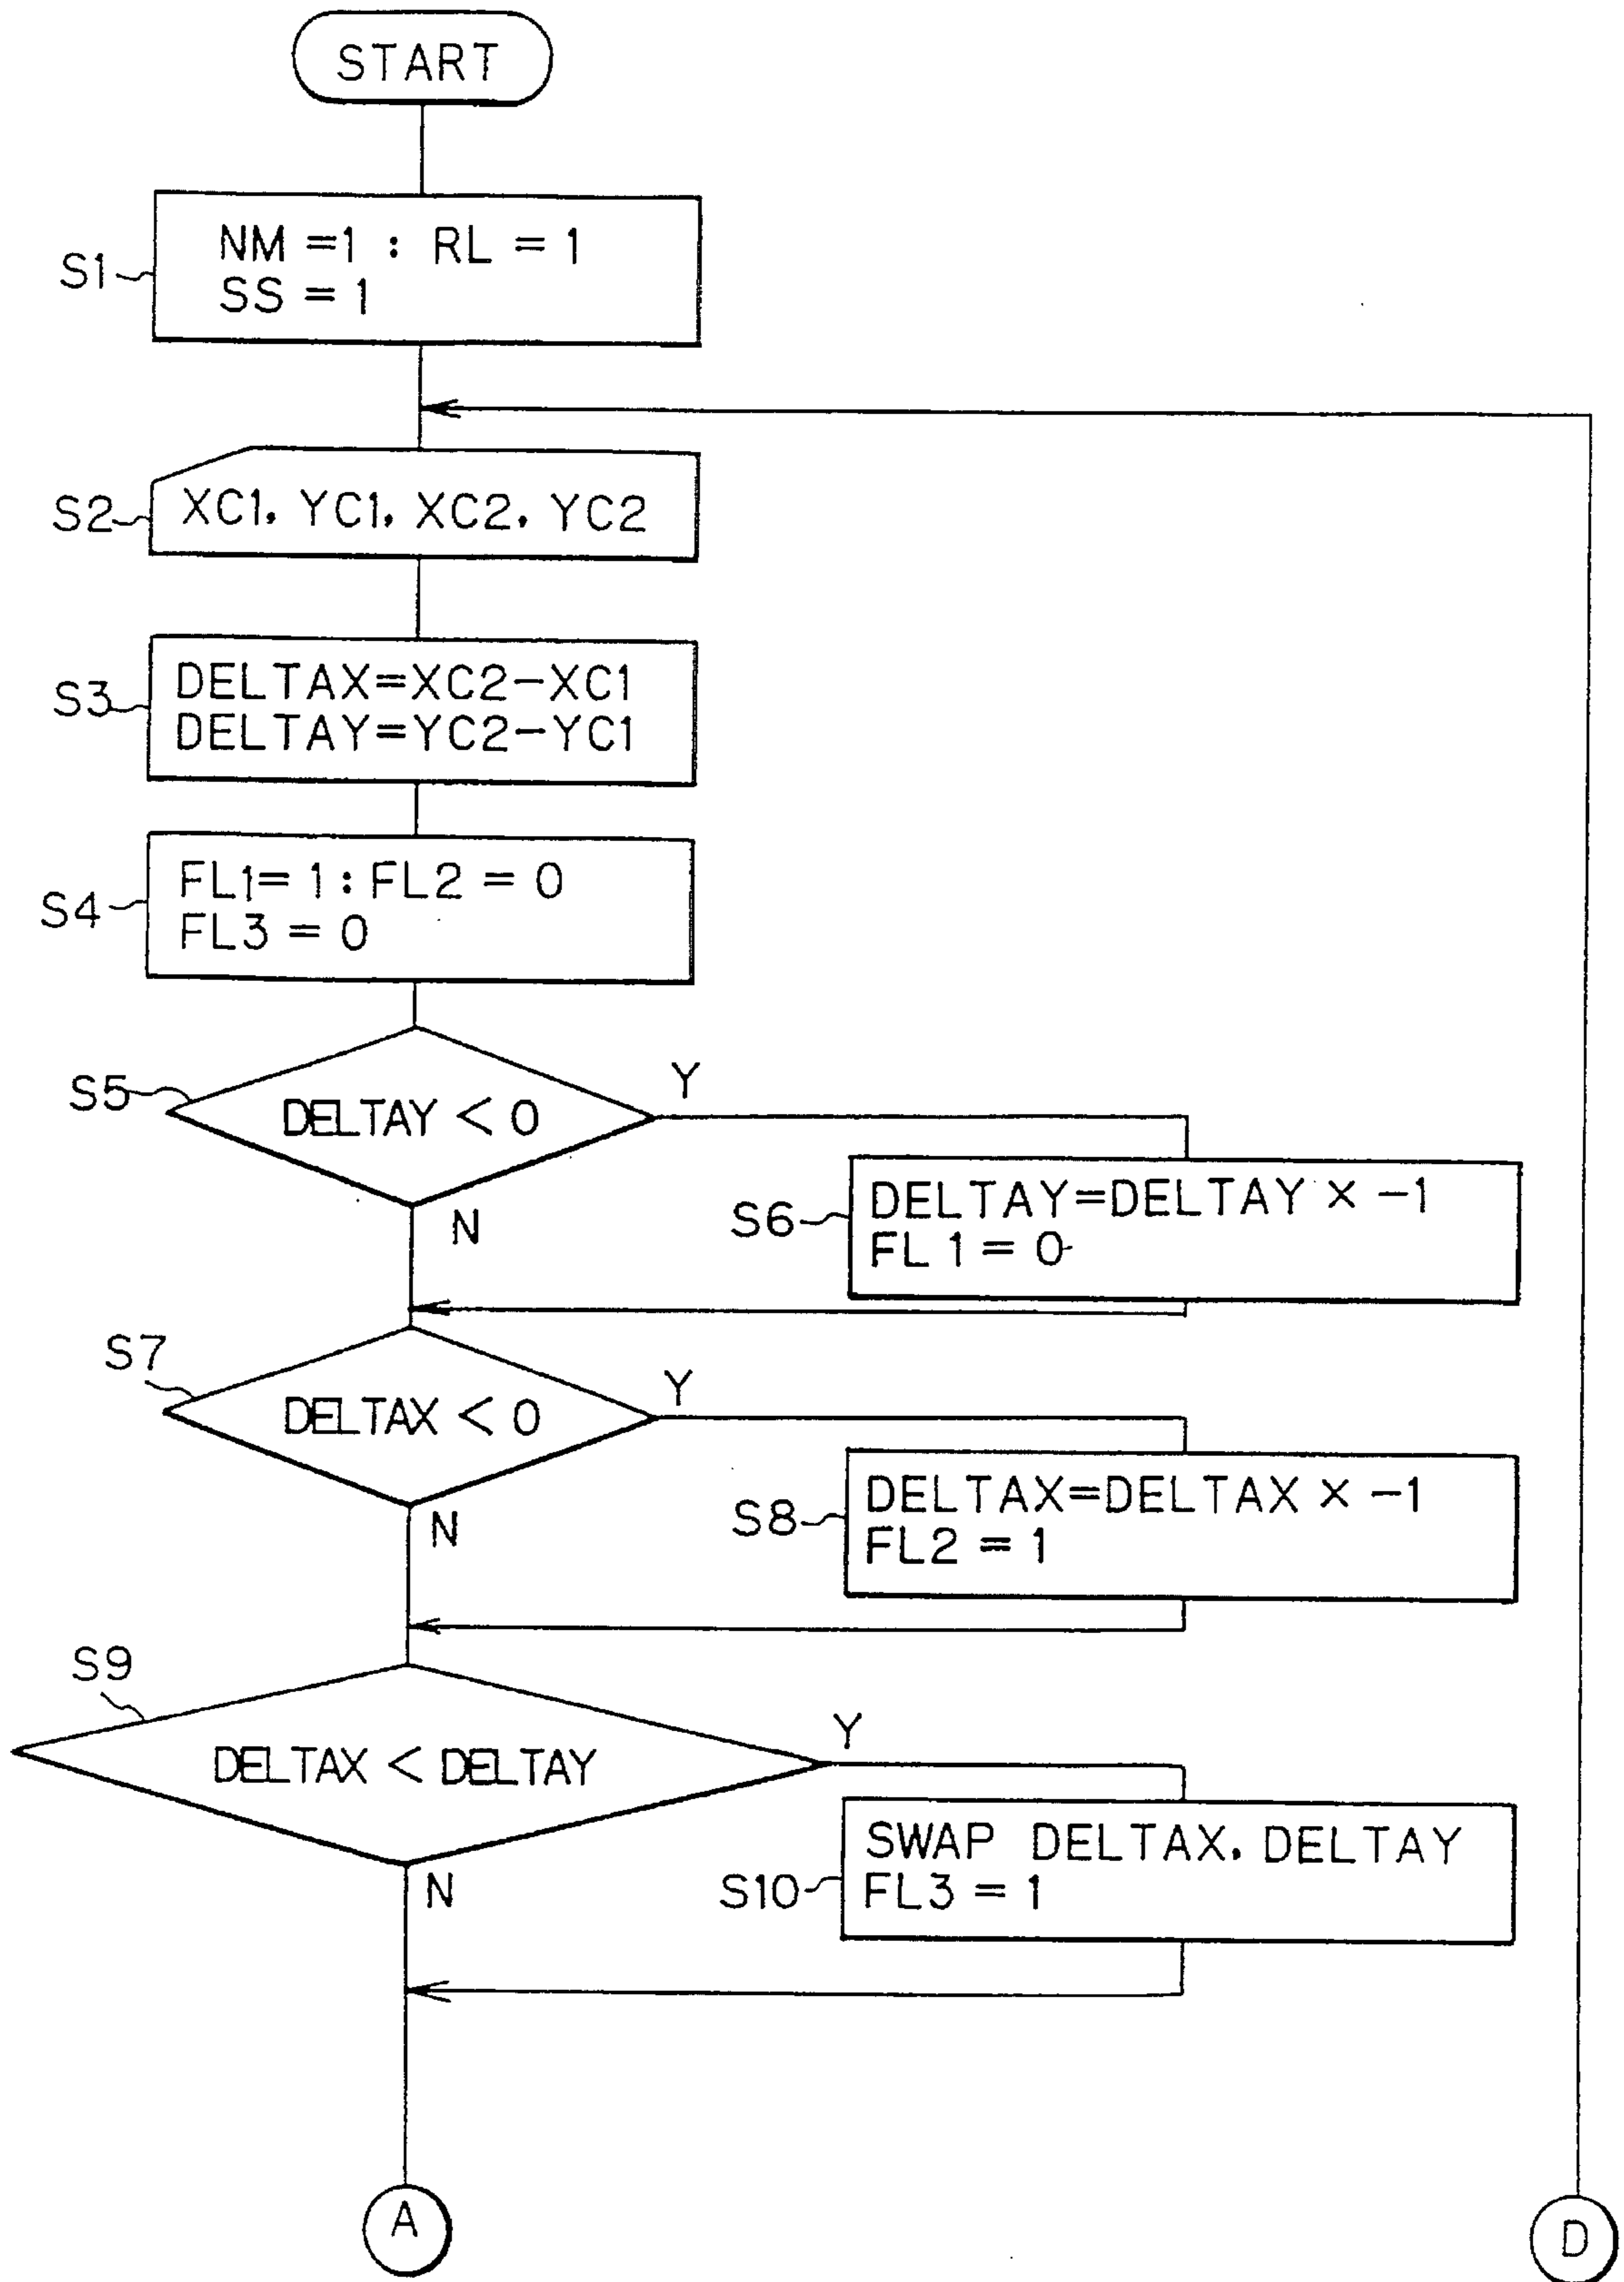 START
S1
NM =1 : RL = 1
SS = 1
S2
XC1. YC1. XC2. YC2
S3
DELTAX=XC2-XC1
DELTAY=YC2-YC1
S4
FL1= 1 : FL2 = 0
FL3 = 0
S5
DELTAY < 0
Y
N
S6
DELTAY=DELTAY × -1
FL 1 = 0
S7
DELTAX < 0
Y
N
S8
DELTAX=DELTAX × -1
FL2 = 1
S9
DELTAX < DELTAY
Y
N
S10
SWAP DELTAX. DELTAY
FL3 = 1
A
D